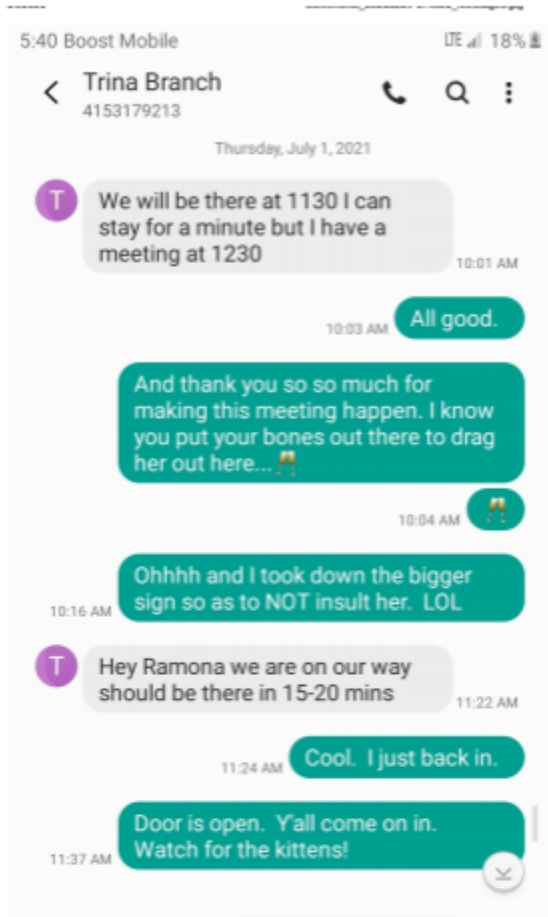 5:40 Boost Mobile LTE 18%
Trina Branch
4153179213
Thursday, July 1, 2021
T
We will be there at 1130 I can
stay for a minute but I have a
meeting at 1230
10:01 AM
All good.
10:03 AM
And thank you so so much for
making this meeting happen. I know
you put your bones out there to drag
her out here... 🥂
🥂
10:04 AM
Ohhhh and I took down the bigger
sign so as to NOT insult her. LOL
10:16 AM
T
Hey Ramona we are on our way
should be there in 15-20 mins
11:22 AM
Cool. I just back in.
11:24 AM
Door is open. Y'all come on in.
Watch for the kittens!
11:37 AM